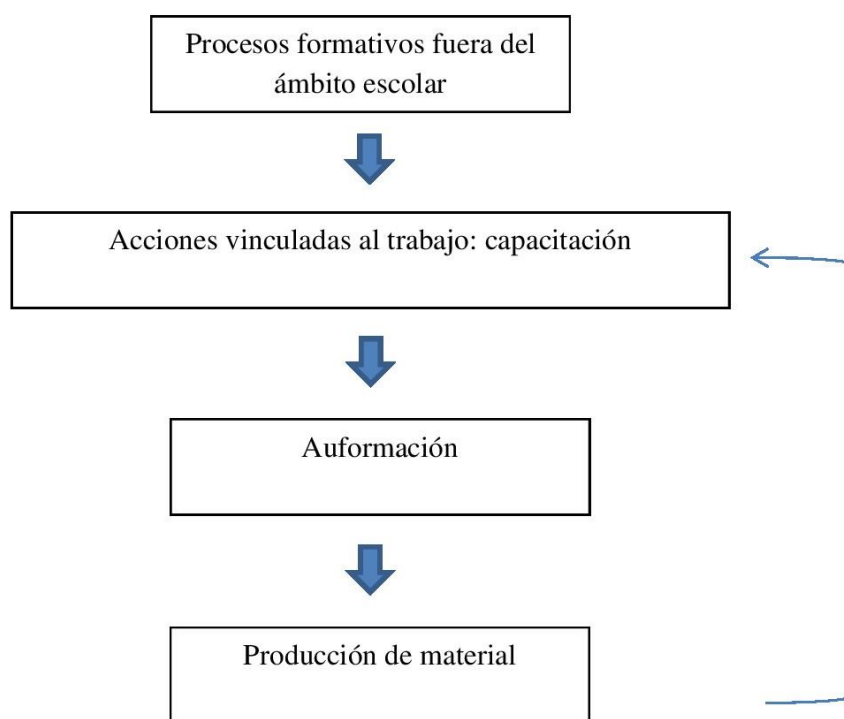 Procesos formativos fuera del
ámbito escolar
Acciones vinculadas al trabajo: capacitación
Auformación
Producción de material